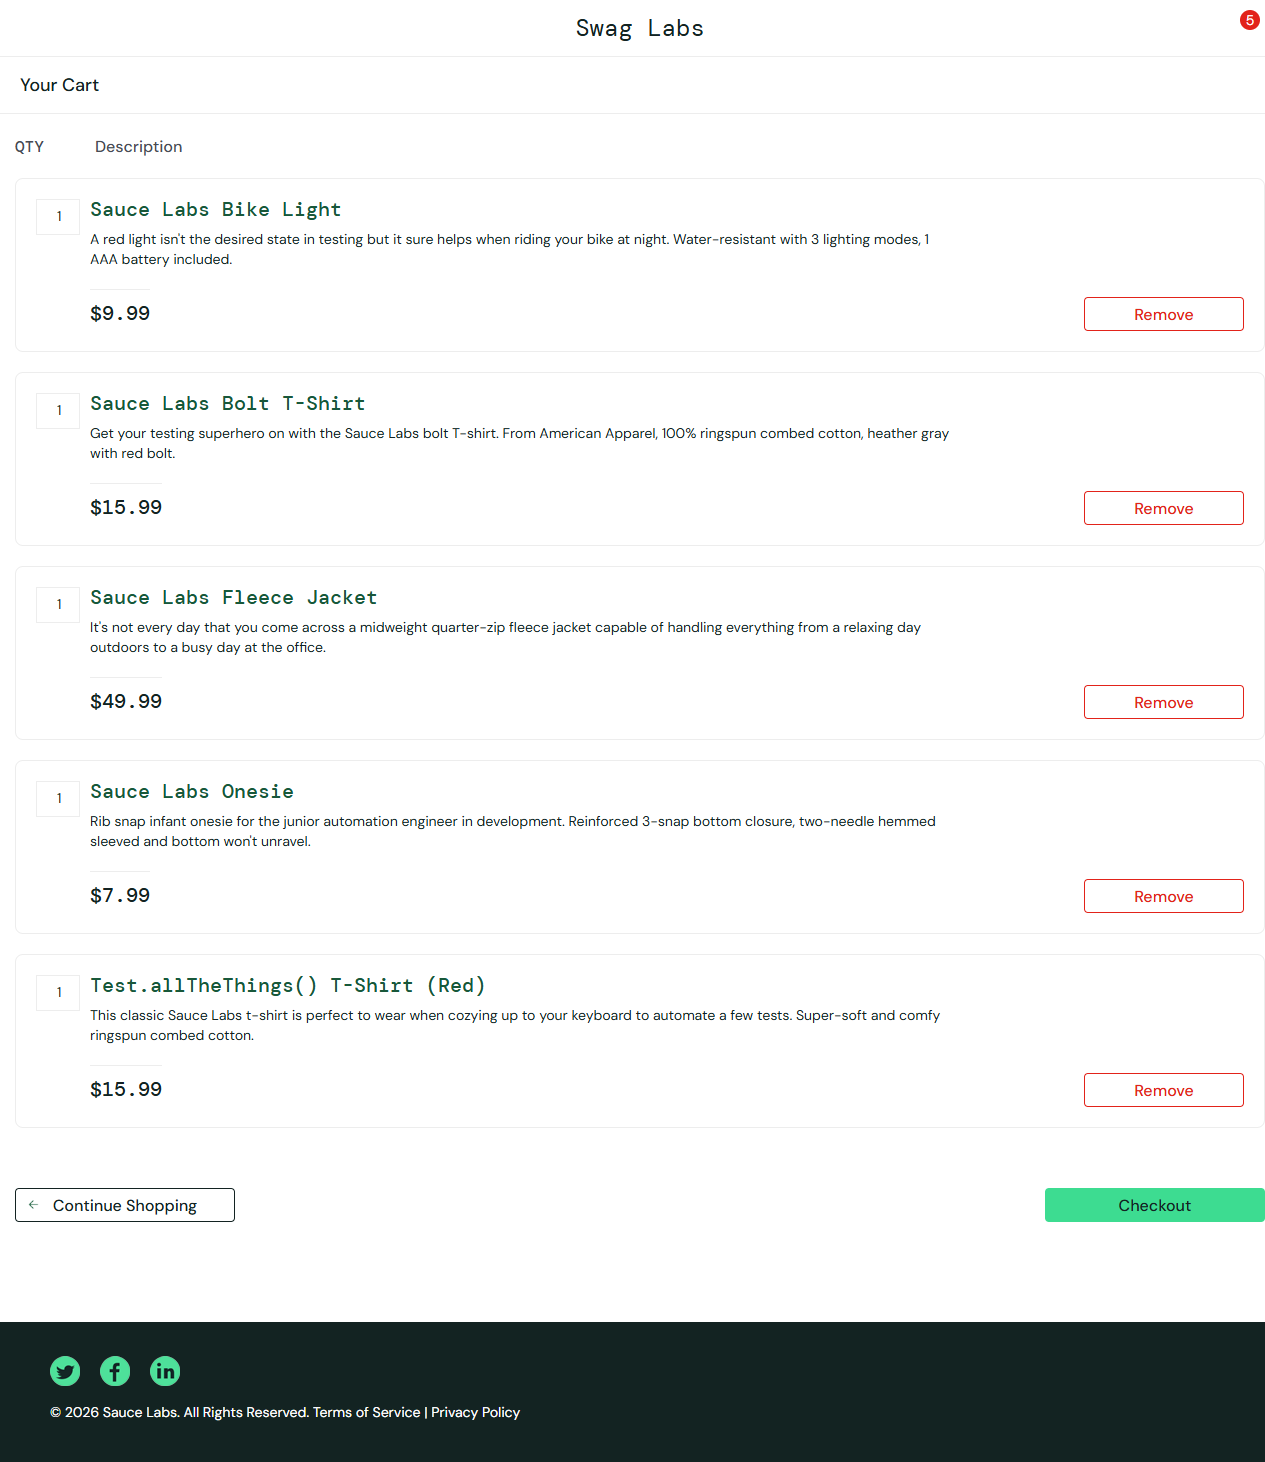 Swag Labs
5
Your Cart
QTY Description
1
Sauce Labs Bike Light
A red light isn't the desired state in testing but it sure helps when riding your bike at night. Water-resistant with 3 lighting modes, 1
AAA battery included.
$9.99
Remove
1
Sauce Labs Bolt T-Shirt
Get your testing superhero on with the Sauce Labs bolt T-shirt. From American Apparel, 100% ringspun combed cotton, heather gray
with red bolt.
$15.99
Remove
1
Sauce Labs Fleece Jacket
It's not every day that you come across a midweight quarter-zip fleece jacket capable of handling everything from a relaxing day
outdoors to a busy day at the office.
$49.99
Remove
1
Sauce Labs Onesie
Rib snap infant onesie for the junior automation engineer in development. Reinforced 3-snap bottom closure, two-needle hemmed
sleeved and bottom won't unravel.
$7.99
Remove
1
Test.allTheThings() T-Shirt (Red)
This classic Sauce Labs t-shirt is perfect to wear when cozying up to your keyboard to automate a few tests. Super-soft and comfy
ringspun combed cotton.
$15.99
Remove
Continue Shopping
Checkout
© 2026 Sauce Labs. All Rights Reserved. Terms of Service | Privacy Policy